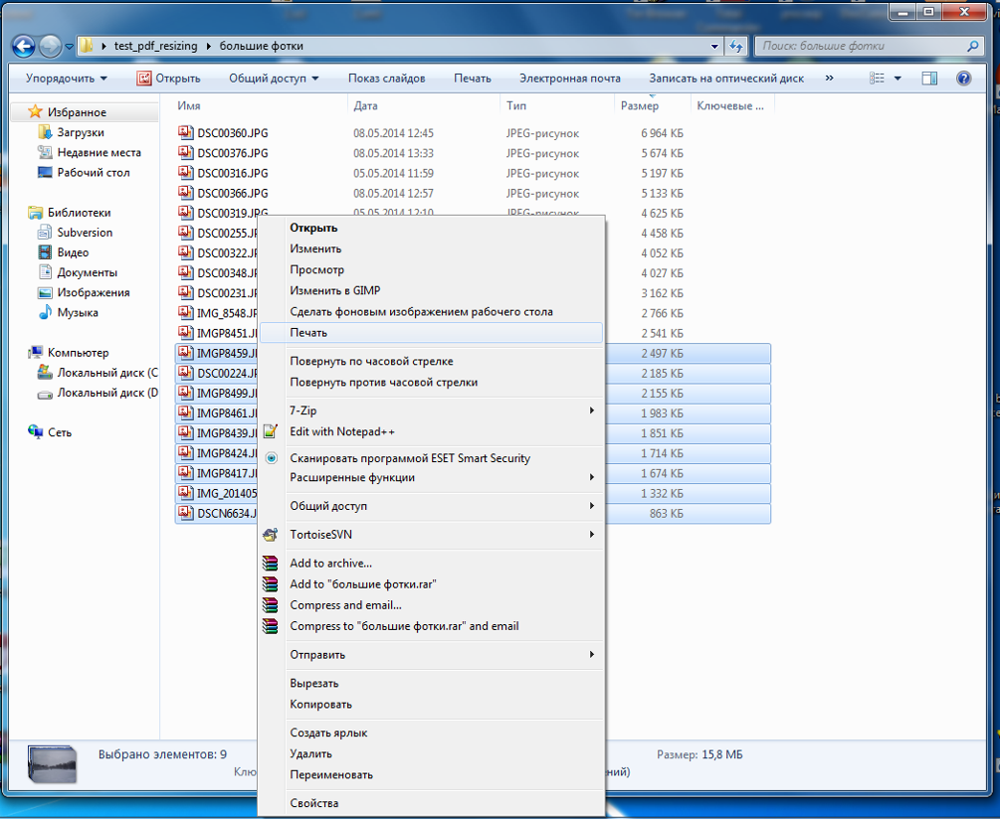 test_pdf_resizing большие фотки
Поиск: большие фотки
Упорядочить Открыть Общий доступ Показ слайдов Печать Электронная почта Записать на оптический диск »
Имя Дата Тип Размер Ключевые ...
Избранное
Загрузки
Недавние места
Рабочий стол
Библиотеки
Subversion
Видео
Документы
Изображения
Музыка
Компьютер
Локальный диск (C
Локальный диск (D
Сеть
DSC00360.JPG 08.05.2014 12:45 JPEG-рисунок 6 964 КБ
DSC00376.JPG 08.05.2014 13:33 JPEG-рисунок 5 674 КБ
DSC00316.JPG 05.05.2014 11:59 JPEG-рисунок 5 197 КБ
DSC00366.JPG 08.05.2014 12:57 JPEG-рисунок 5 133 КБ
DSC00319.JPG 05.05.2014 12:10 JPEG-рисунок 4 625 КБ
DSC00255.JP 4 458 КБ
DSC00322.JP 4 052 КБ
DSC00348.JP 4 027 КБ
DSC00231.JP 3 162 КБ
IMG_8548.JP 2 766 КБ
IMGP8451.JP 2 541 КБ
IMGP8459.JP 2 497 КБ
DSC00224.JP 2 185 КБ
IMGP8499.JP 2 155 КБ
IMGP8461.JP 1 983 КБ
IMGP8439.JP 1 851 КБ
IMGP8424.JP 1 714 КБ
IMGP8417.JP 1 674 КБ
IMG_201405 1 332 КБ
DSCN6634.J 863 КБ
Открыть
Изменить
Просмотр
Изменить в GIMP
Сделать фоновым изображением рабочего стола
Печать
Повернуть по часовой стрелке
Повернуть против часовой стрелки
7-Zip
Edit with Notepad++
Сканировать программой ESET Smart Security
Расширенные функции
Общий доступ
TortoiseSVN
Add to archive...
Add to "большие фотки.rar"
Compress and email...
Compress to "большие фотки.rar" and email
Отправить
Вырезать
Копировать
Создать ярлык
Удалить
Переименовать
Свойства
Выбрано элементов: 9 Размер: 15,8 МБ
Клю ний)